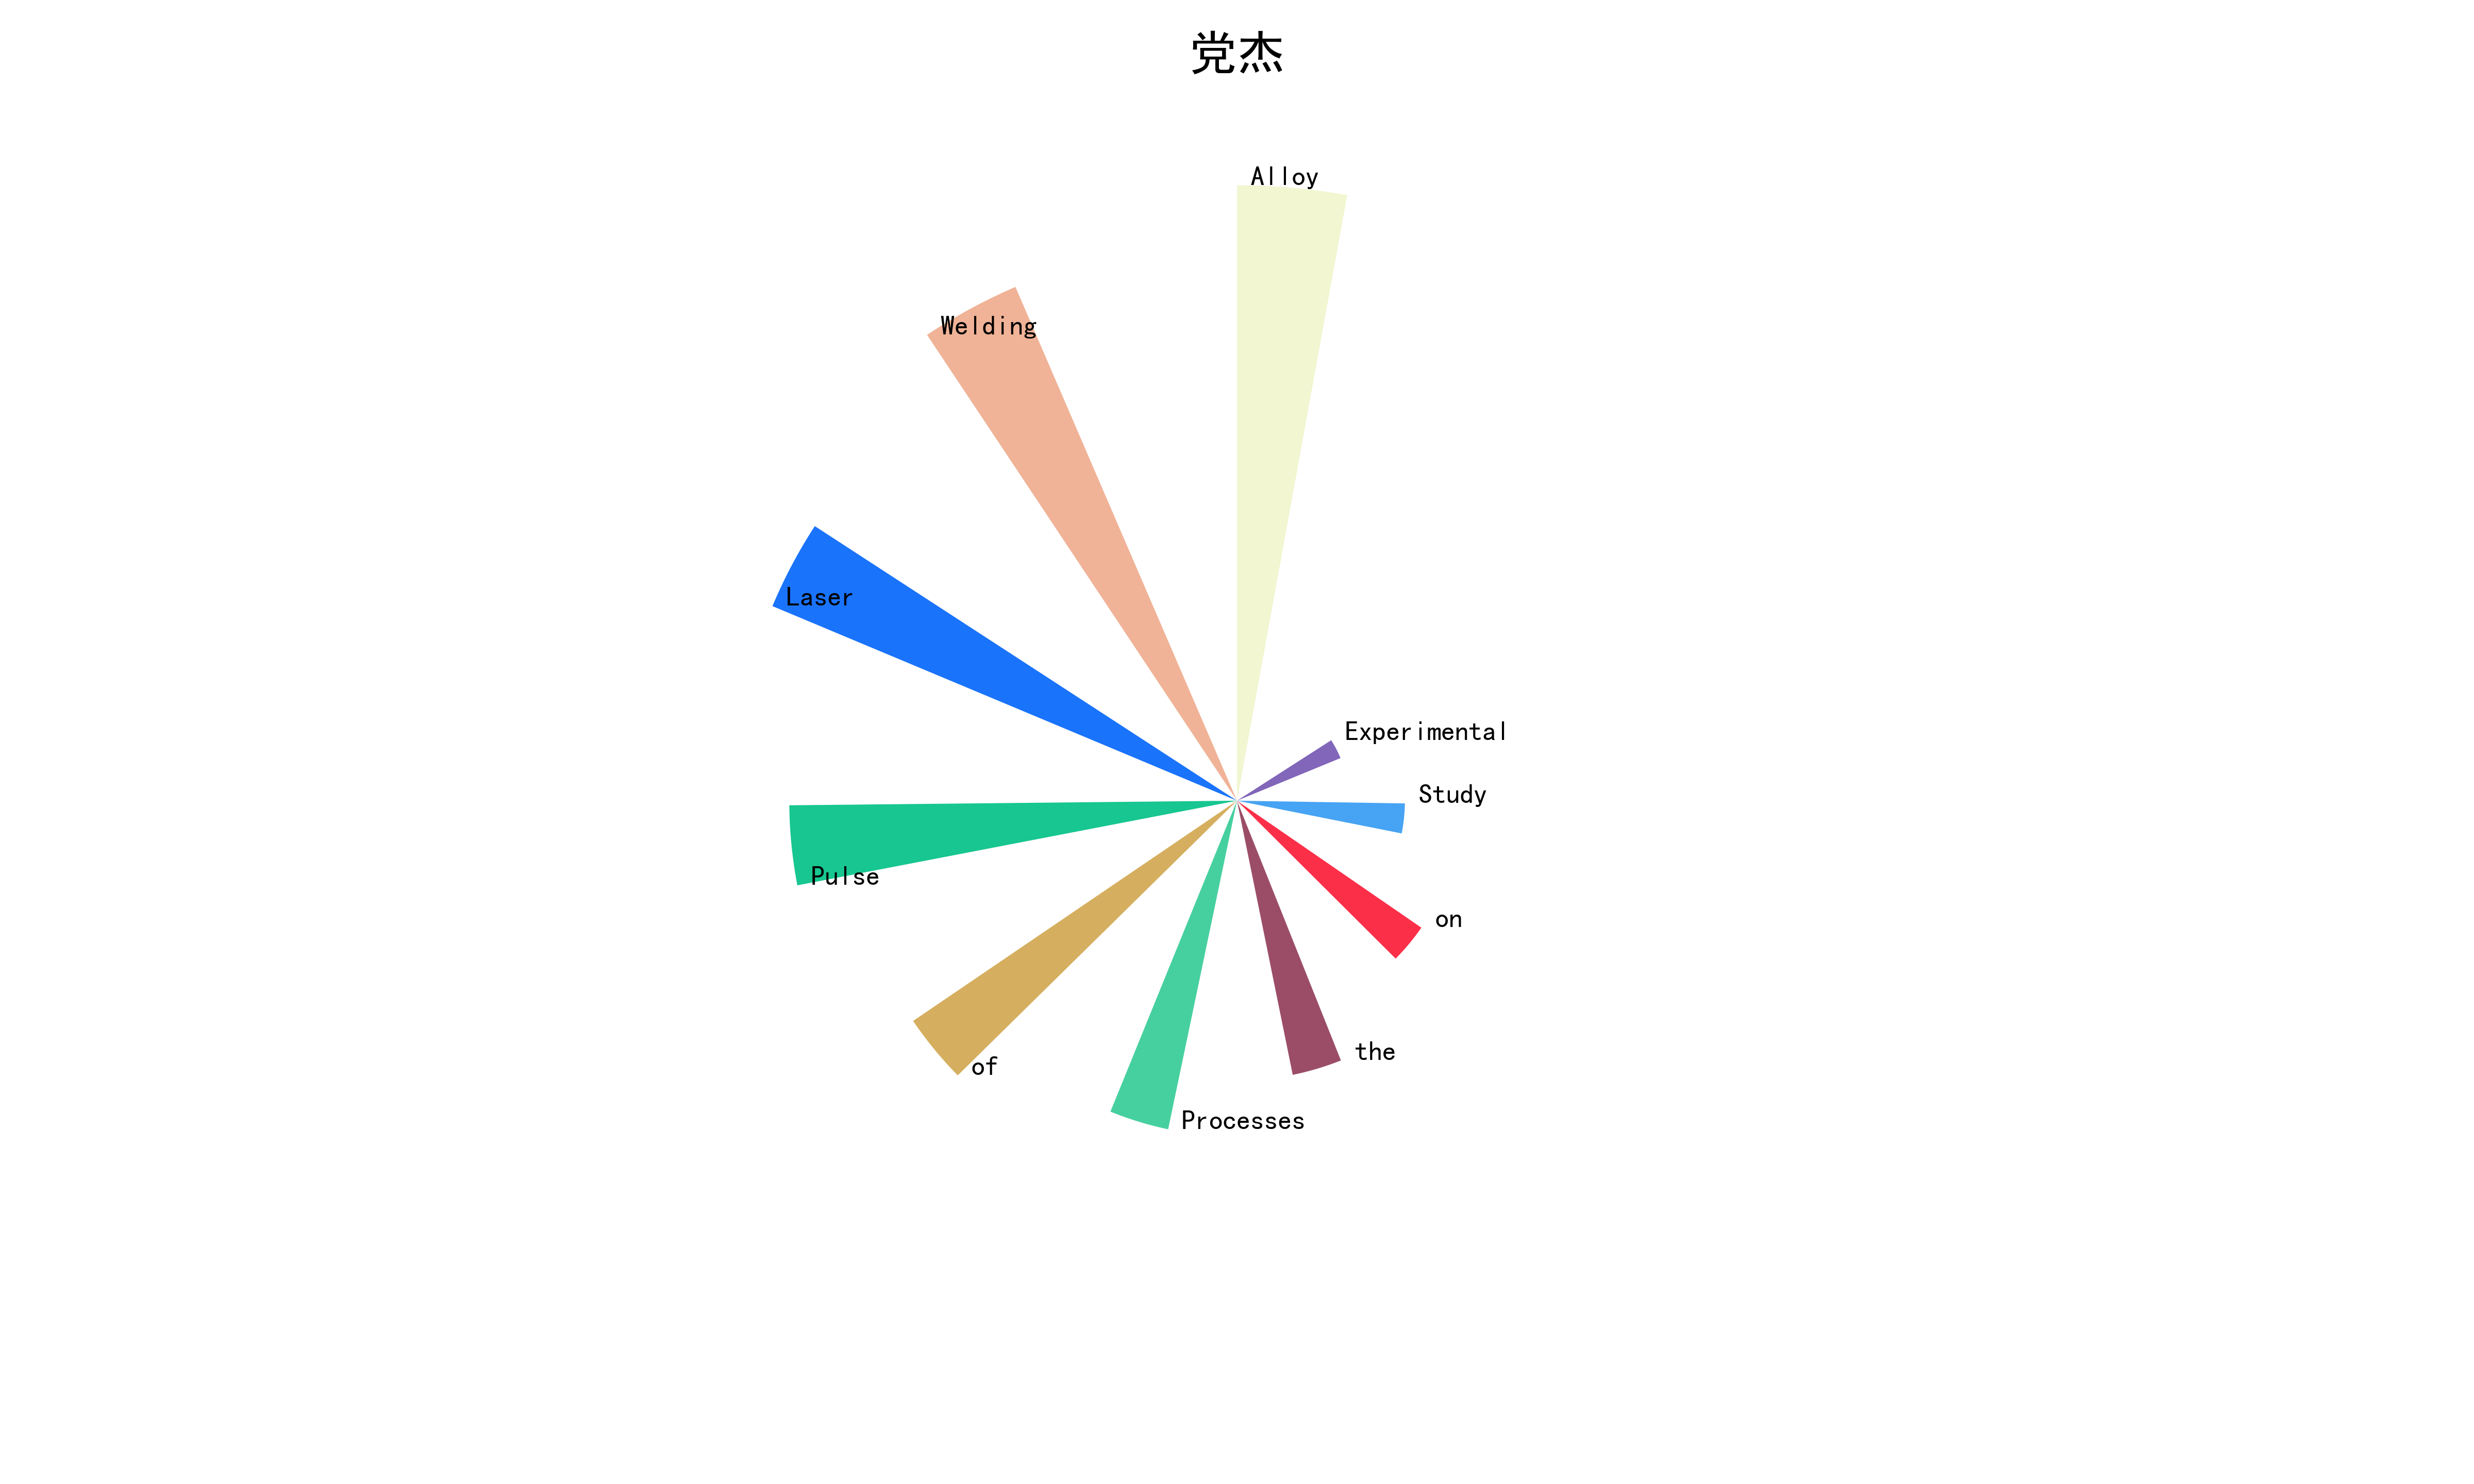 党杰
Alloy
Welding
Laser
Experimental
Study
Pulse
on
the
of
Processes